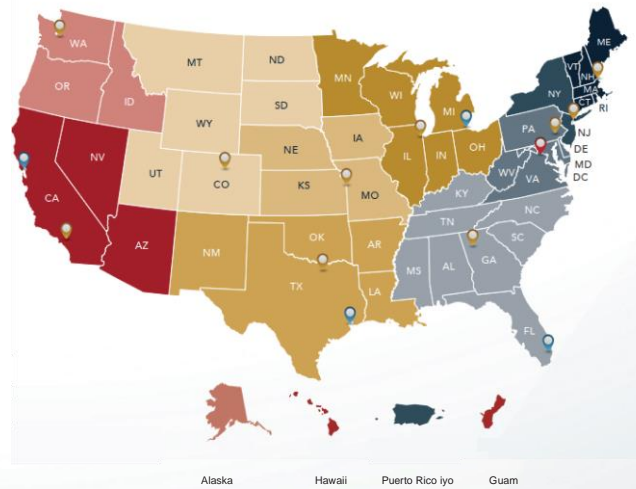 WA
MT
ND
MN
ME
VT
NH
OR
ID
SD
WI
MI
NY
MA
CT
RI
WY
IA
PA
NJ
NV
NE
IL
IN
OH
DE
MD
DC
UT
CO
KS
MO
WV
VA
CA
KY
NC
TN
AZ
NM
OK
AR
SC
MS
AL
GA
TX
LA
FL
Alaska
Hawaii
Puerto Rico iyo
Guam